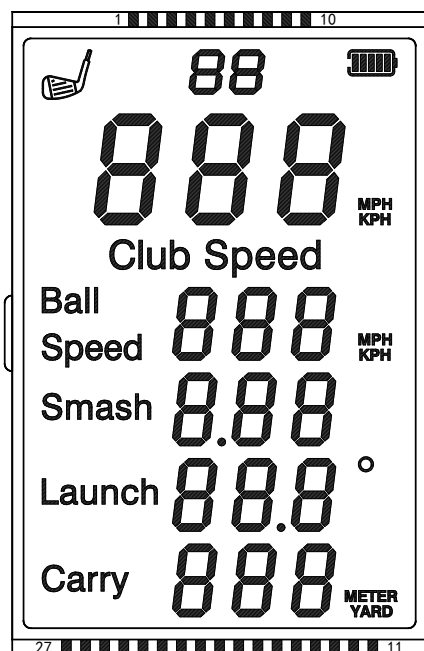 1 10
88
888 MPH
KPH
Club Speed
Ball
Speed 888 MPH
KPH
Smash 8.88
Launch 88.8 °
Carry 888 METER
YARD
27 11